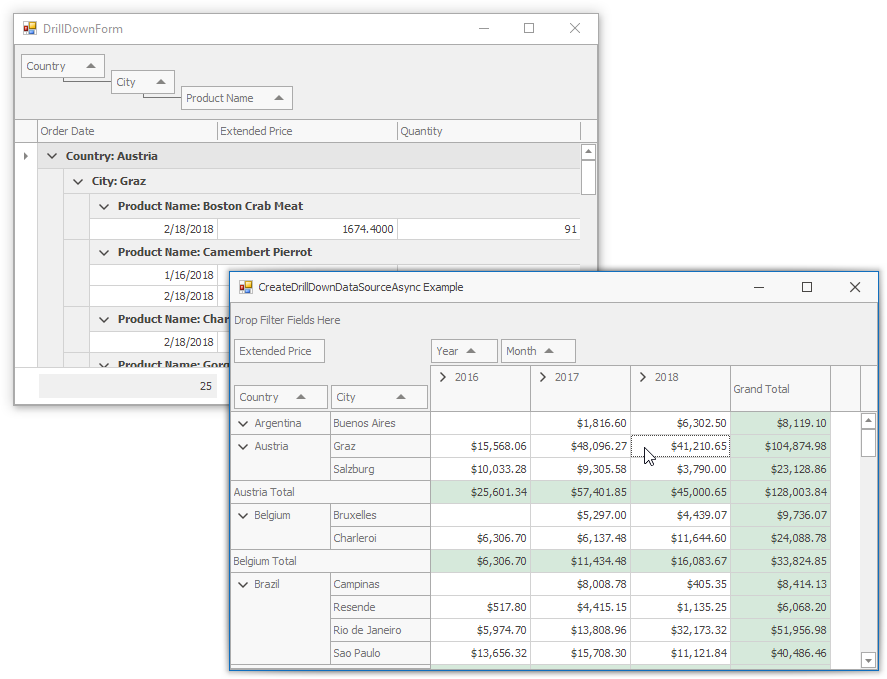 DrillDownForm
Country
City
Product Name
Order Date Extended Price Quantity
Country: Austria
City: Graz
Product Name: Boston Crab Meat
2/18/2018 1674.4000 91
Product Name: Camembert Pierrot
1/16/2018
2/18/2018
Product Name: Char
2/18/2018
Product Name: Gorg
25
CreateDrillDownDataSourceAsync Example
Drop Filter Fields Here
Extended Price Year Month
2016 2017 2018 Grand Total
Country City
Argentina Buenos Aires $1,816.60 $6,302.50 $8,119.10
Austria Graz $15,568.06 $48,096.27 $41,210.65 $104,874.98
Salzburg $10,033.28 $9,305.58 $3,790.00 $23,128.86
Austria Total $25,601.34 $57,401.85 $45,000.65 $128,003.84
Belgium Bruxelles $5,297.00 $4,439.07 $9,736.07
Charleroi $6,306.70 $6,137.48 $11,644.60 $24,088.78
Belgium Total $6,306.70 $11,434.48 $16,083.67 $33,824.85
Brazil Campinas $8,008.78 $405.35 $8,414.13
Resende $517.80 $4,415.15 $1,135.25 $6,068.20
Rio de Janeiro $5,974.70 $13,808.96 $32,173.32 $51,956.98
Sao Paulo $13,656.32 $15,708.30 $11,121.84 $40,486.46